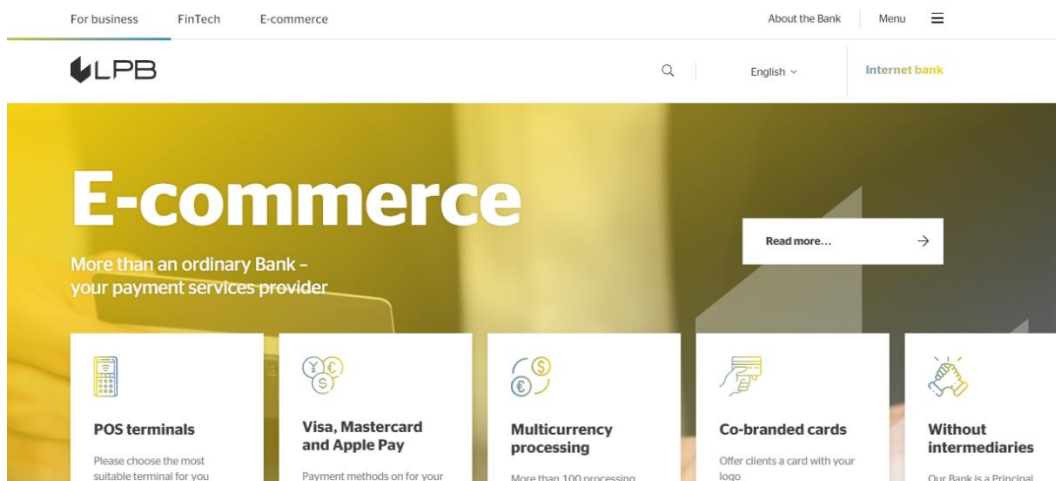 For business FinTech E-commerce About the Bank Menu
LPB English Internet bank
E-commerce
Read more...
More than an ordinary Bank –
your payment services provider
POS terminals
Please choose the most
suitable terminal for you
Visa, Mastercard
and Apple Pay
Payment methods on for your
Multicurrency
processing
More than 100 processing
Co-branded cards
Offer clients a card with your
logo
Without
intermediaries
Our Bank is a Principal